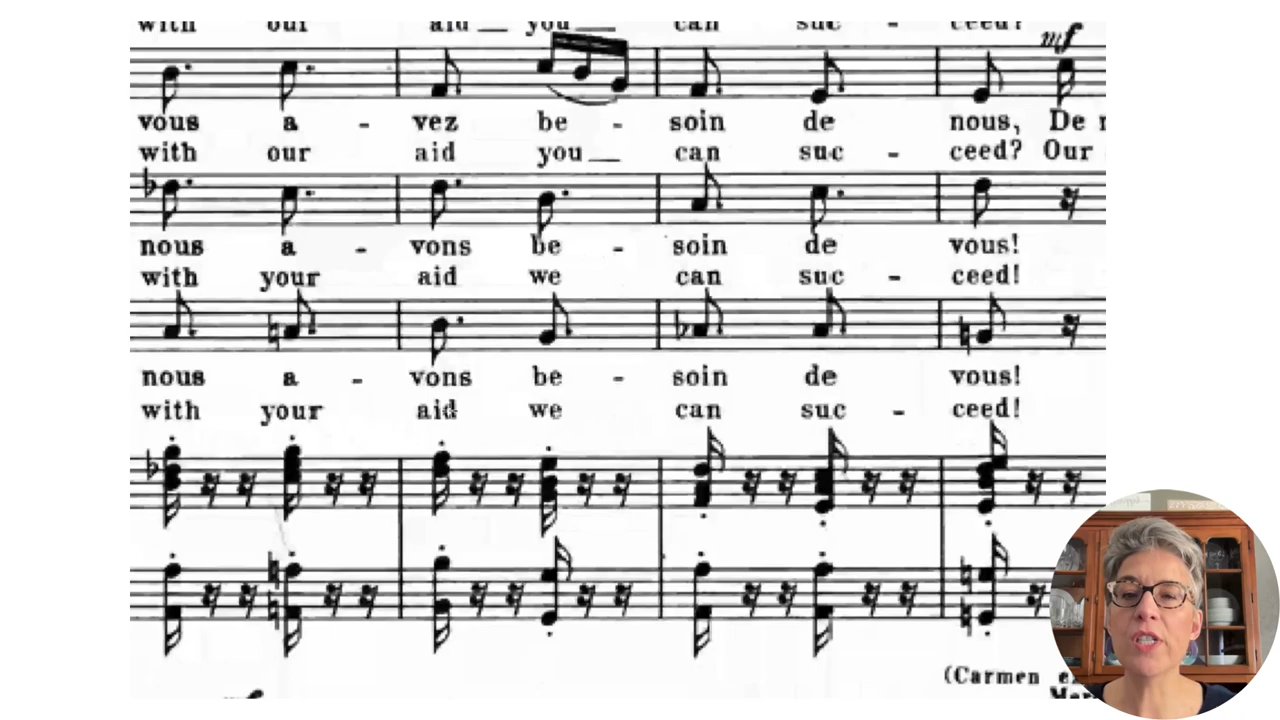 with our aid you can suc - ceed?
mf
vous a - vez be - soin de nous, De
with our aid you can suc - ceed? Our
nous a - vons be - soin de vous!
with your aid we can suc - ceed!
nous a - vons be - soin de vous!
with your aid we can suc - ceed!
(Carmen